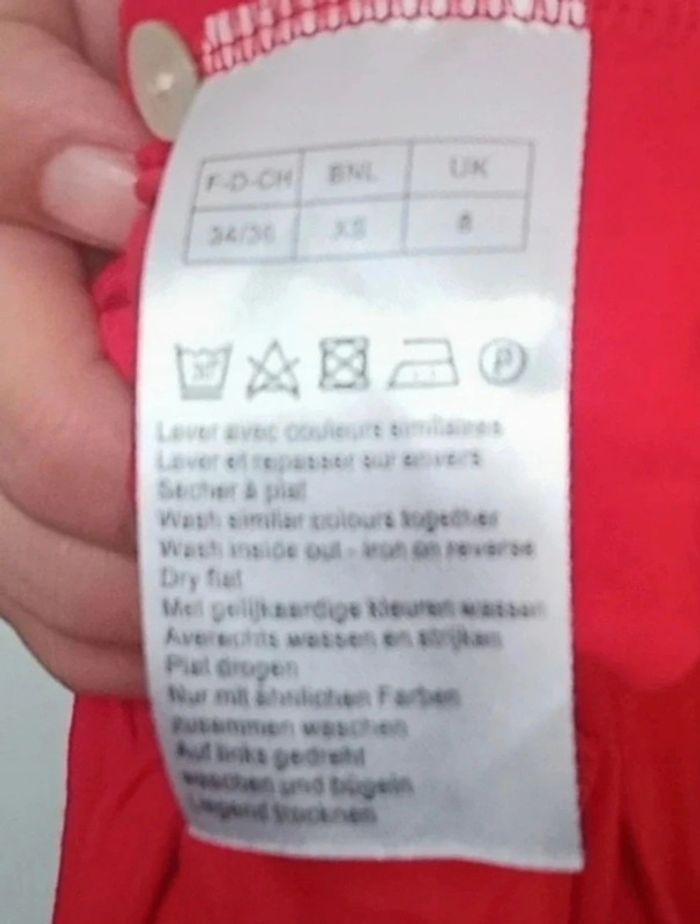 F-D-CH BNL UK
34/36 XS 8
30°
P
Laver avec couleurs similaires
Laver et repasser sur envers
Sécher à plat
Wash similar colours together
Wash inside out - iron on reverse
Dry flat
Met gelijkaardige kleuren wassen
Averechts wassen en strijken
Plat drogen
Nur mit ähnlichen Farben
zusammen waschen
Auf links gedreht
waschen und bügeln
Liegend trocknen